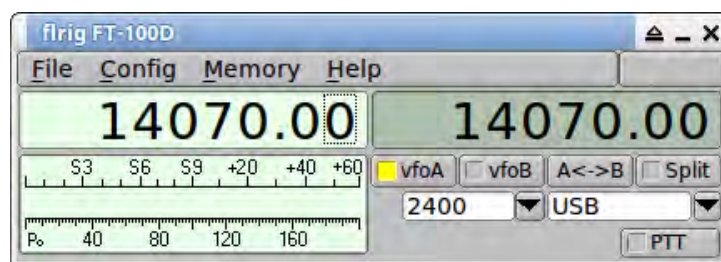 flrig FT-100D
File Config Memory Help
14070.00 14070.00
S3 S6 S9 +20 +40 +60 vfoA vfoB A<->B Split
2400 USB
Po 40 80 120 160 PTT